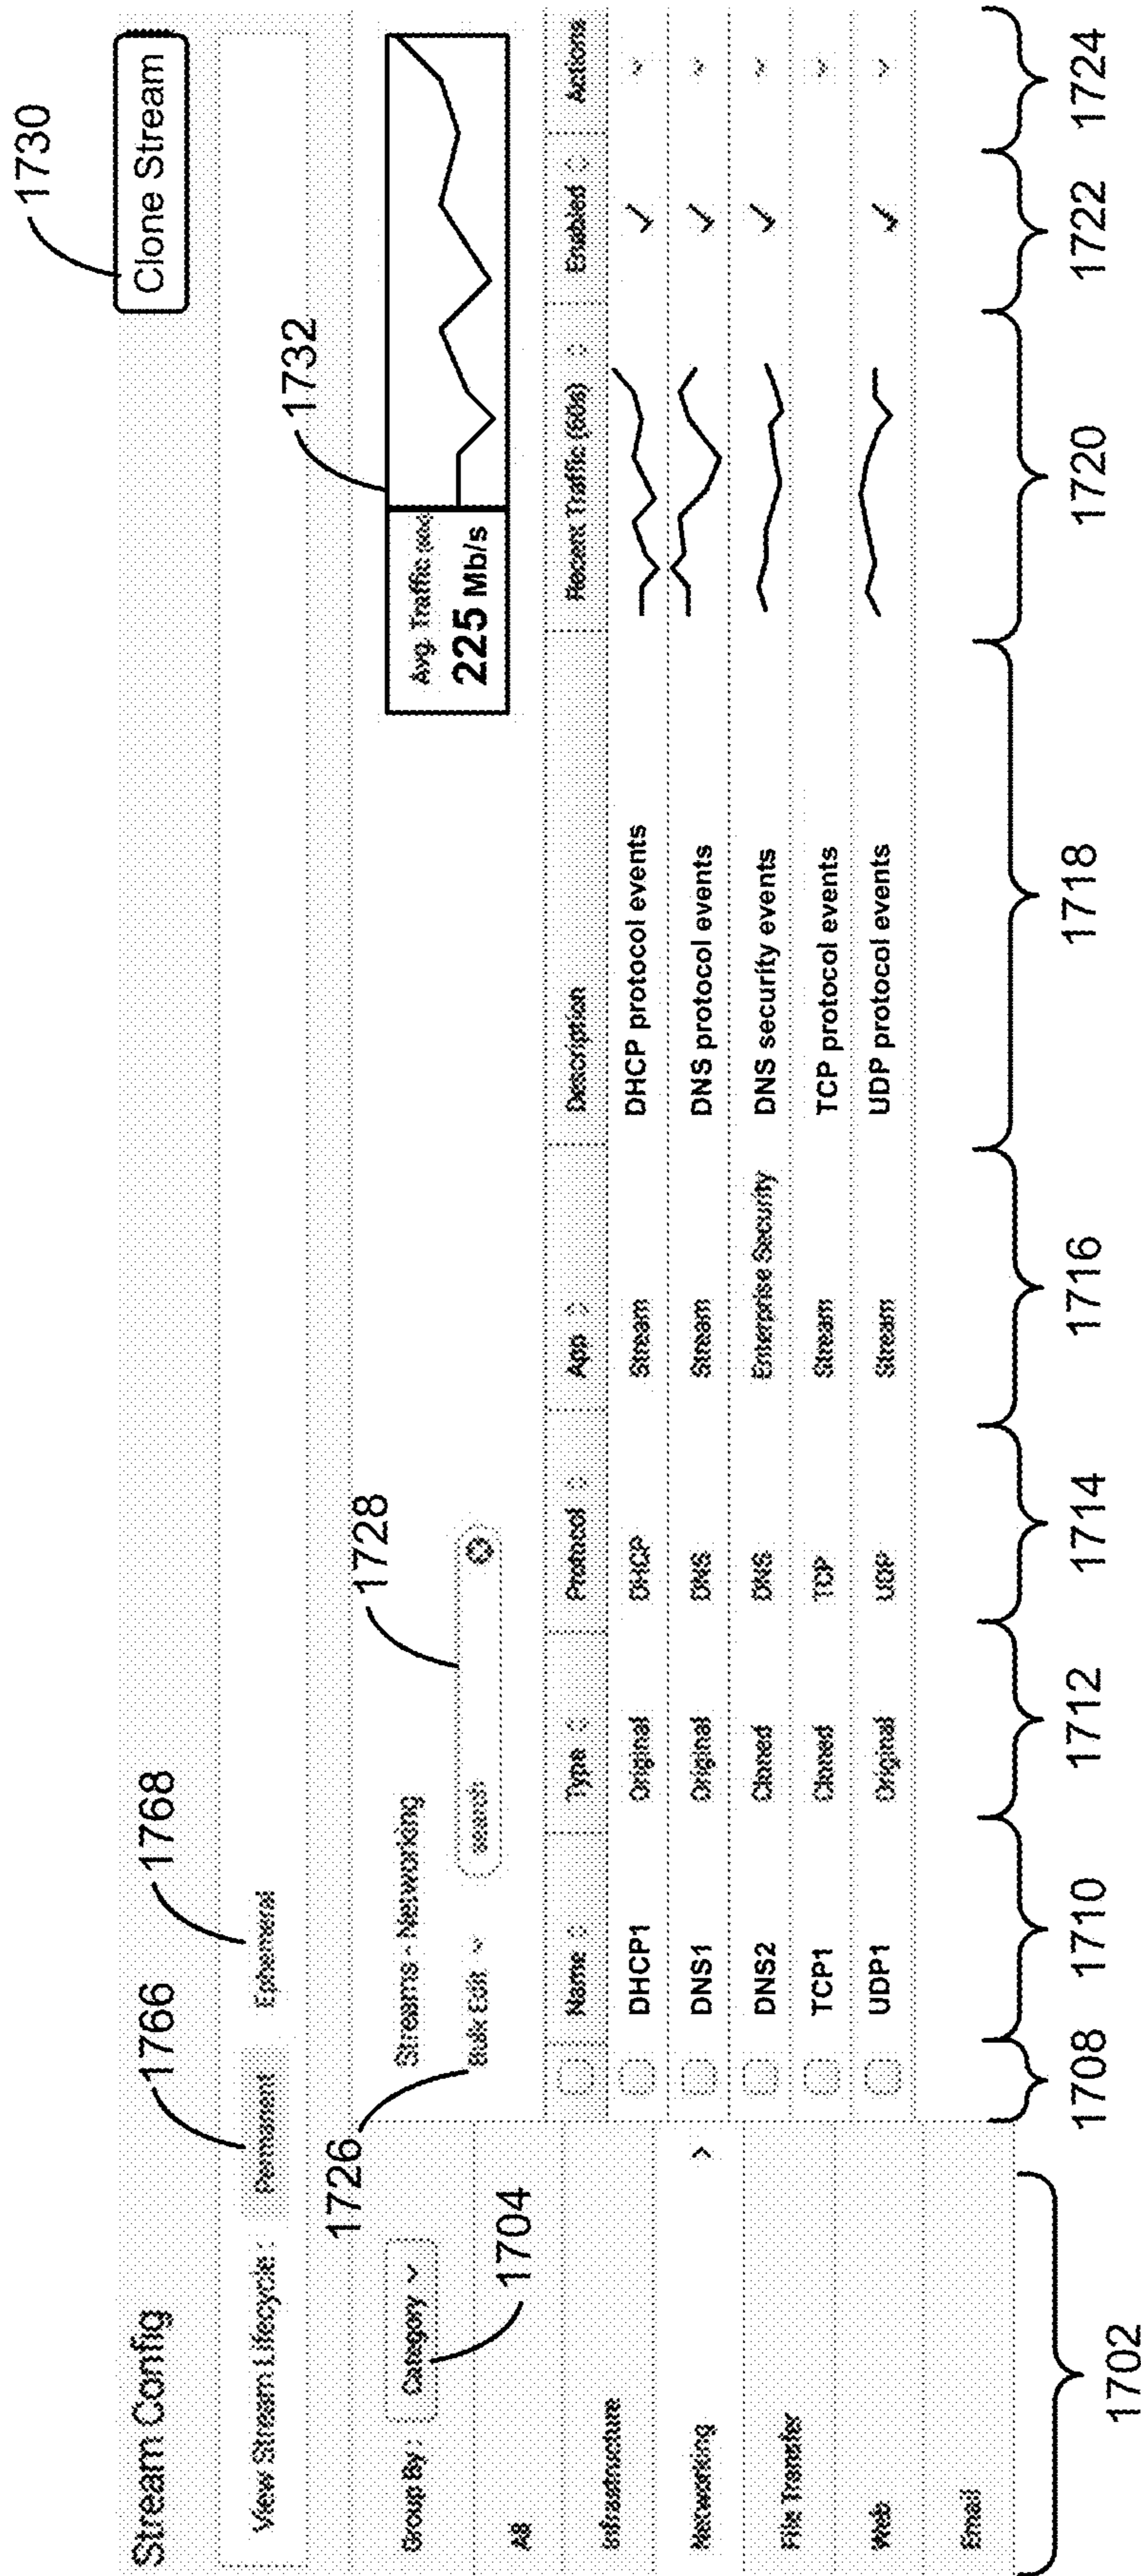 1730
Stream Config
Clone Stream
1766
1768
View Stream Lifecycle :
Permanent
Ephemeral
1726
1728
1732
Group By :
Category
Streams - Networking
Avg. Traffic
225 Mb/s
1704
Bulk Edit
search
All
Name Type Protocol App Description Recent Traffic (60s) Enabled Actions
Infrastructure
DHCP1 Original DHCP Stream DHCP protocol events
Networking
DNS1 Original DNS Stream DNS protocol events
File Transfer
DNS2 Cloned DNS Enterprise Security DNS security events
TCP1 Cloned TCP Stream TCP protocol events
Web
UDP1 Original UDP Stream UDP protocol events
Email
1702
1708
1710
1712
1714
1716
1718
1720
1722
1724